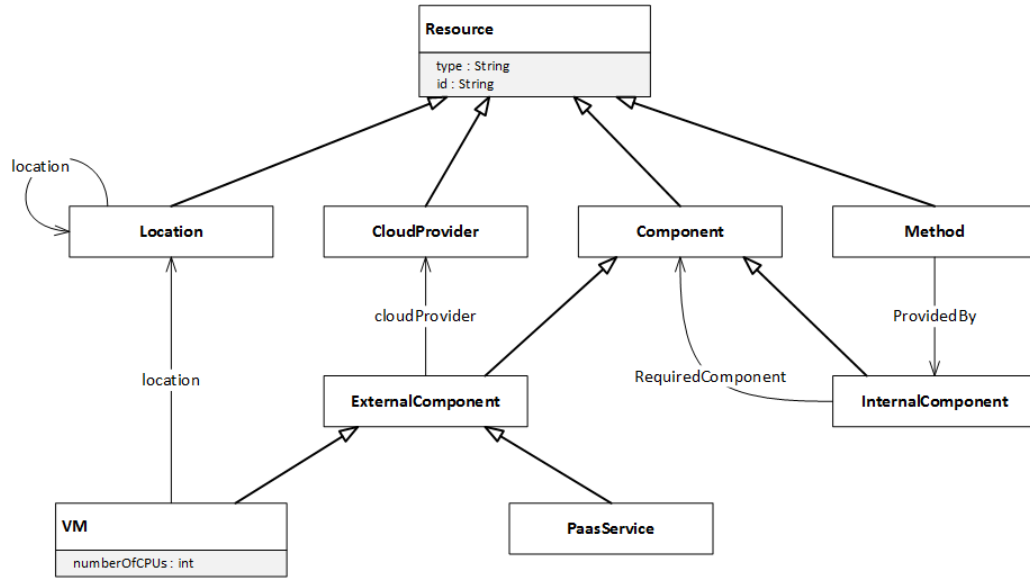 Resource
type : String
id : String
location
Location
CloudProvider
Component
Method
cloudProvider
ProvidedBy
location
RequiredComponent
ExternalComponent
InternalComponent
VM
numberOfCPUs : int
PaasService